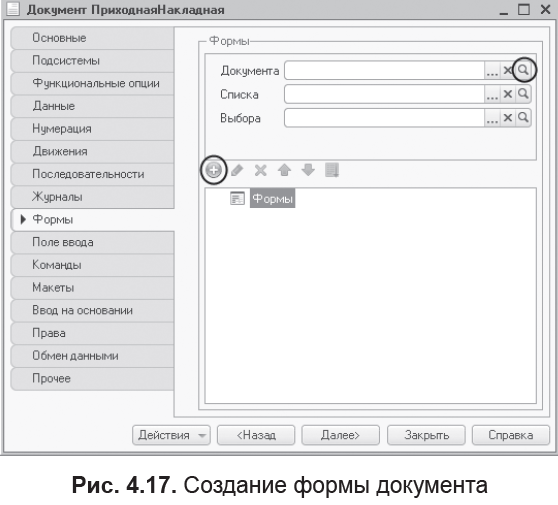 Документ ПриходнаяНакладная
Основные
Подсистемы
Функциональные опции
Данные
Нумерация
Движения
Последовательности
Журналы
Формы
Поле ввода
Команды
Макеты
Ввод на основании
Права
Обмен данными
Прочее
Формы
Документа
Списка
Выбора
Формы
Действия
<Назад
Далее>
Закрыть
Справка
Рис. 4.17. Создание формы документа